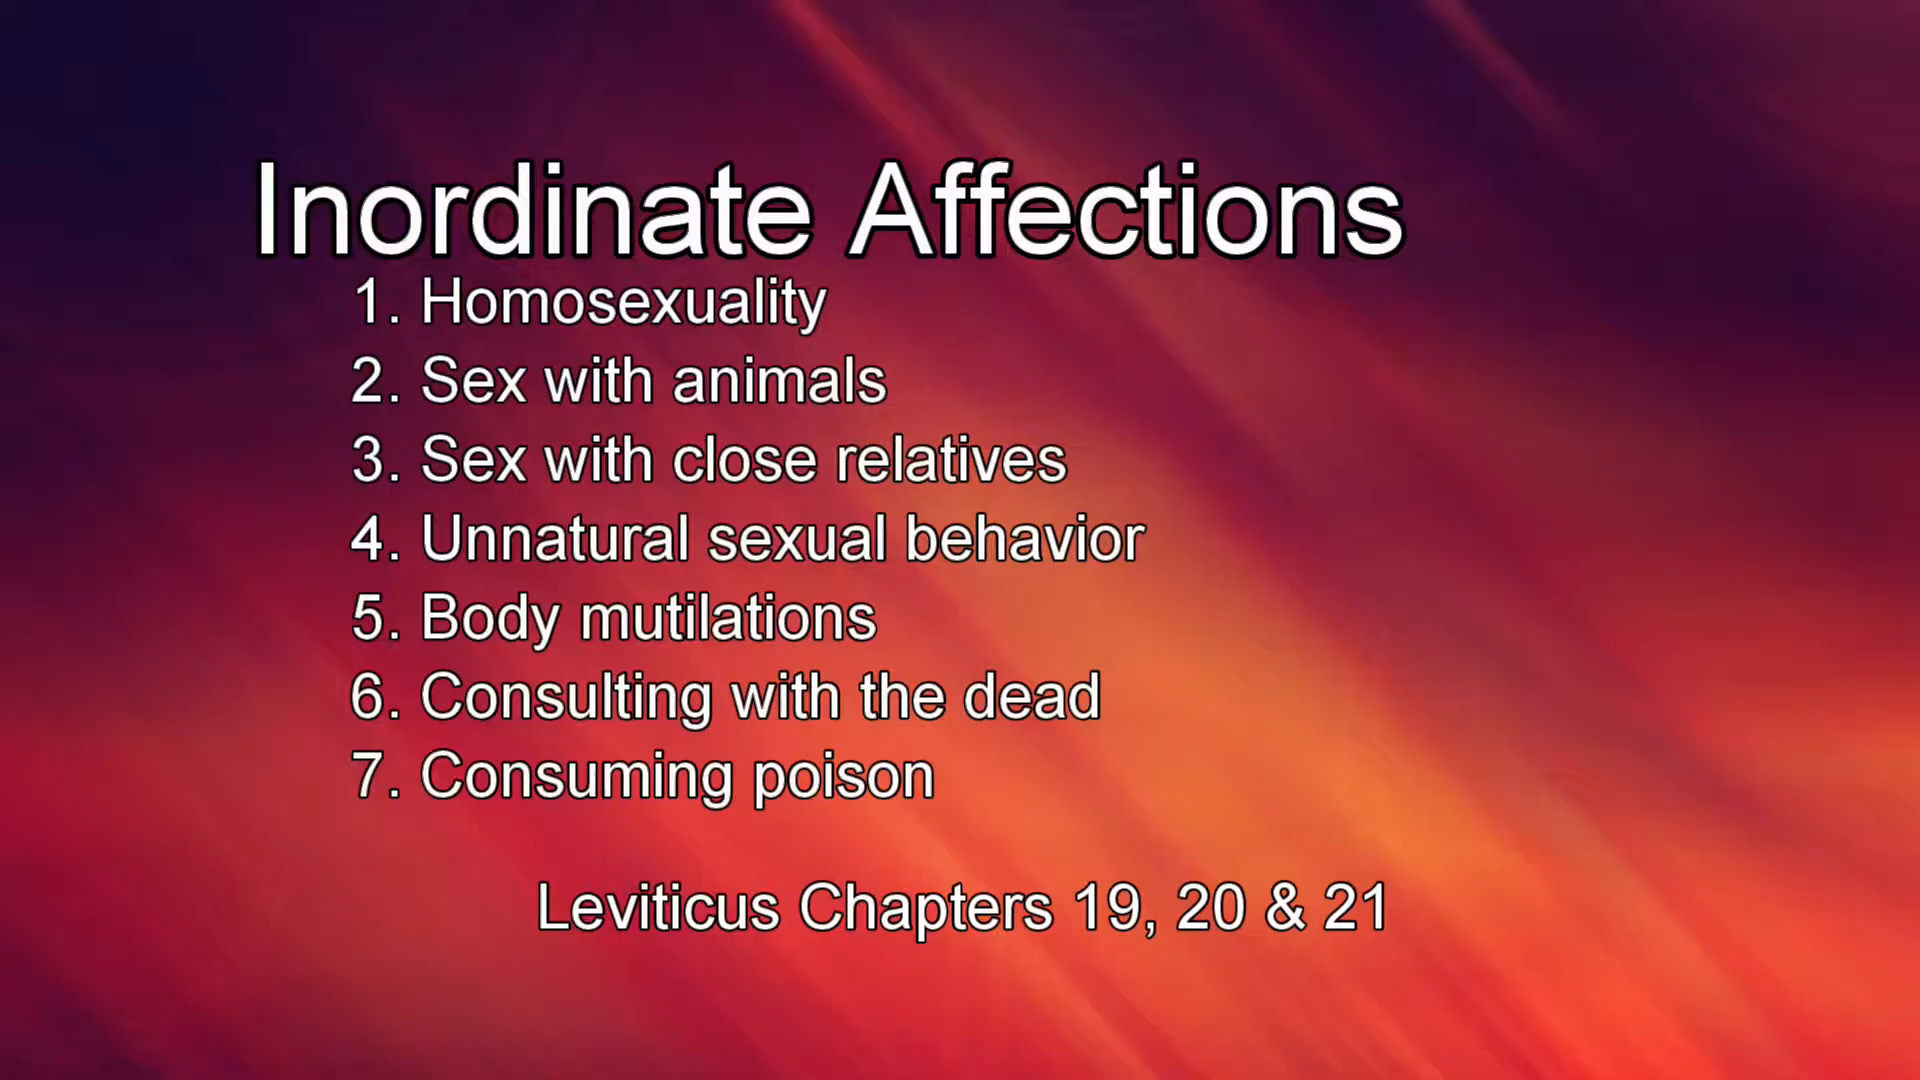 Inordinate Affections
1. Homosexuality
2. Sex with animals
3. Sex with close relatives
4. Unnatural sexual behavior
5. Body mutilations
6. Consulting with the dead
7. Consuming poison
Leviticus Chapters 19, 20 & 21